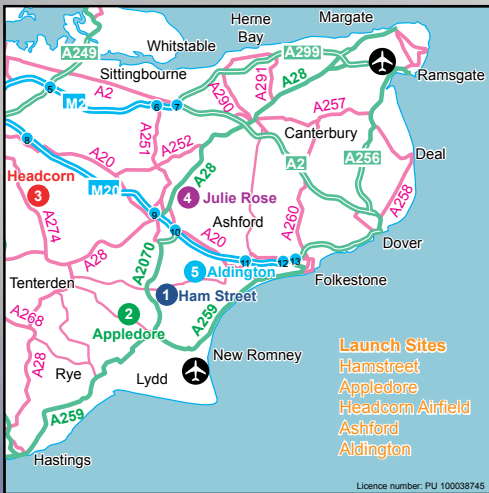 Herne
Bay
Margate
A249
Whitstable
A299
Sittingbourne
A291
A28
Ramsgate
5
M2
A2
6
7
A290
A257
A251
A252
Canterbury
8
A20
A28
A2
A256
Deal
Headcorn
3
M20
4
Julie Rose
A258
A274
9
Ashford
A260
10
A20
Dover
A28
A2070
11
12
13
Tenterden
5
Aldington
Folkestone
1
Ham Street
A268
2
Appledore
A259
A28
New Romney
Launch Sites
Rye
Lydd
Hamstreet
Appledore
A259
Headcorn Airfield
Ashford
Aldington
Hastings
Licence number: PU 100038745